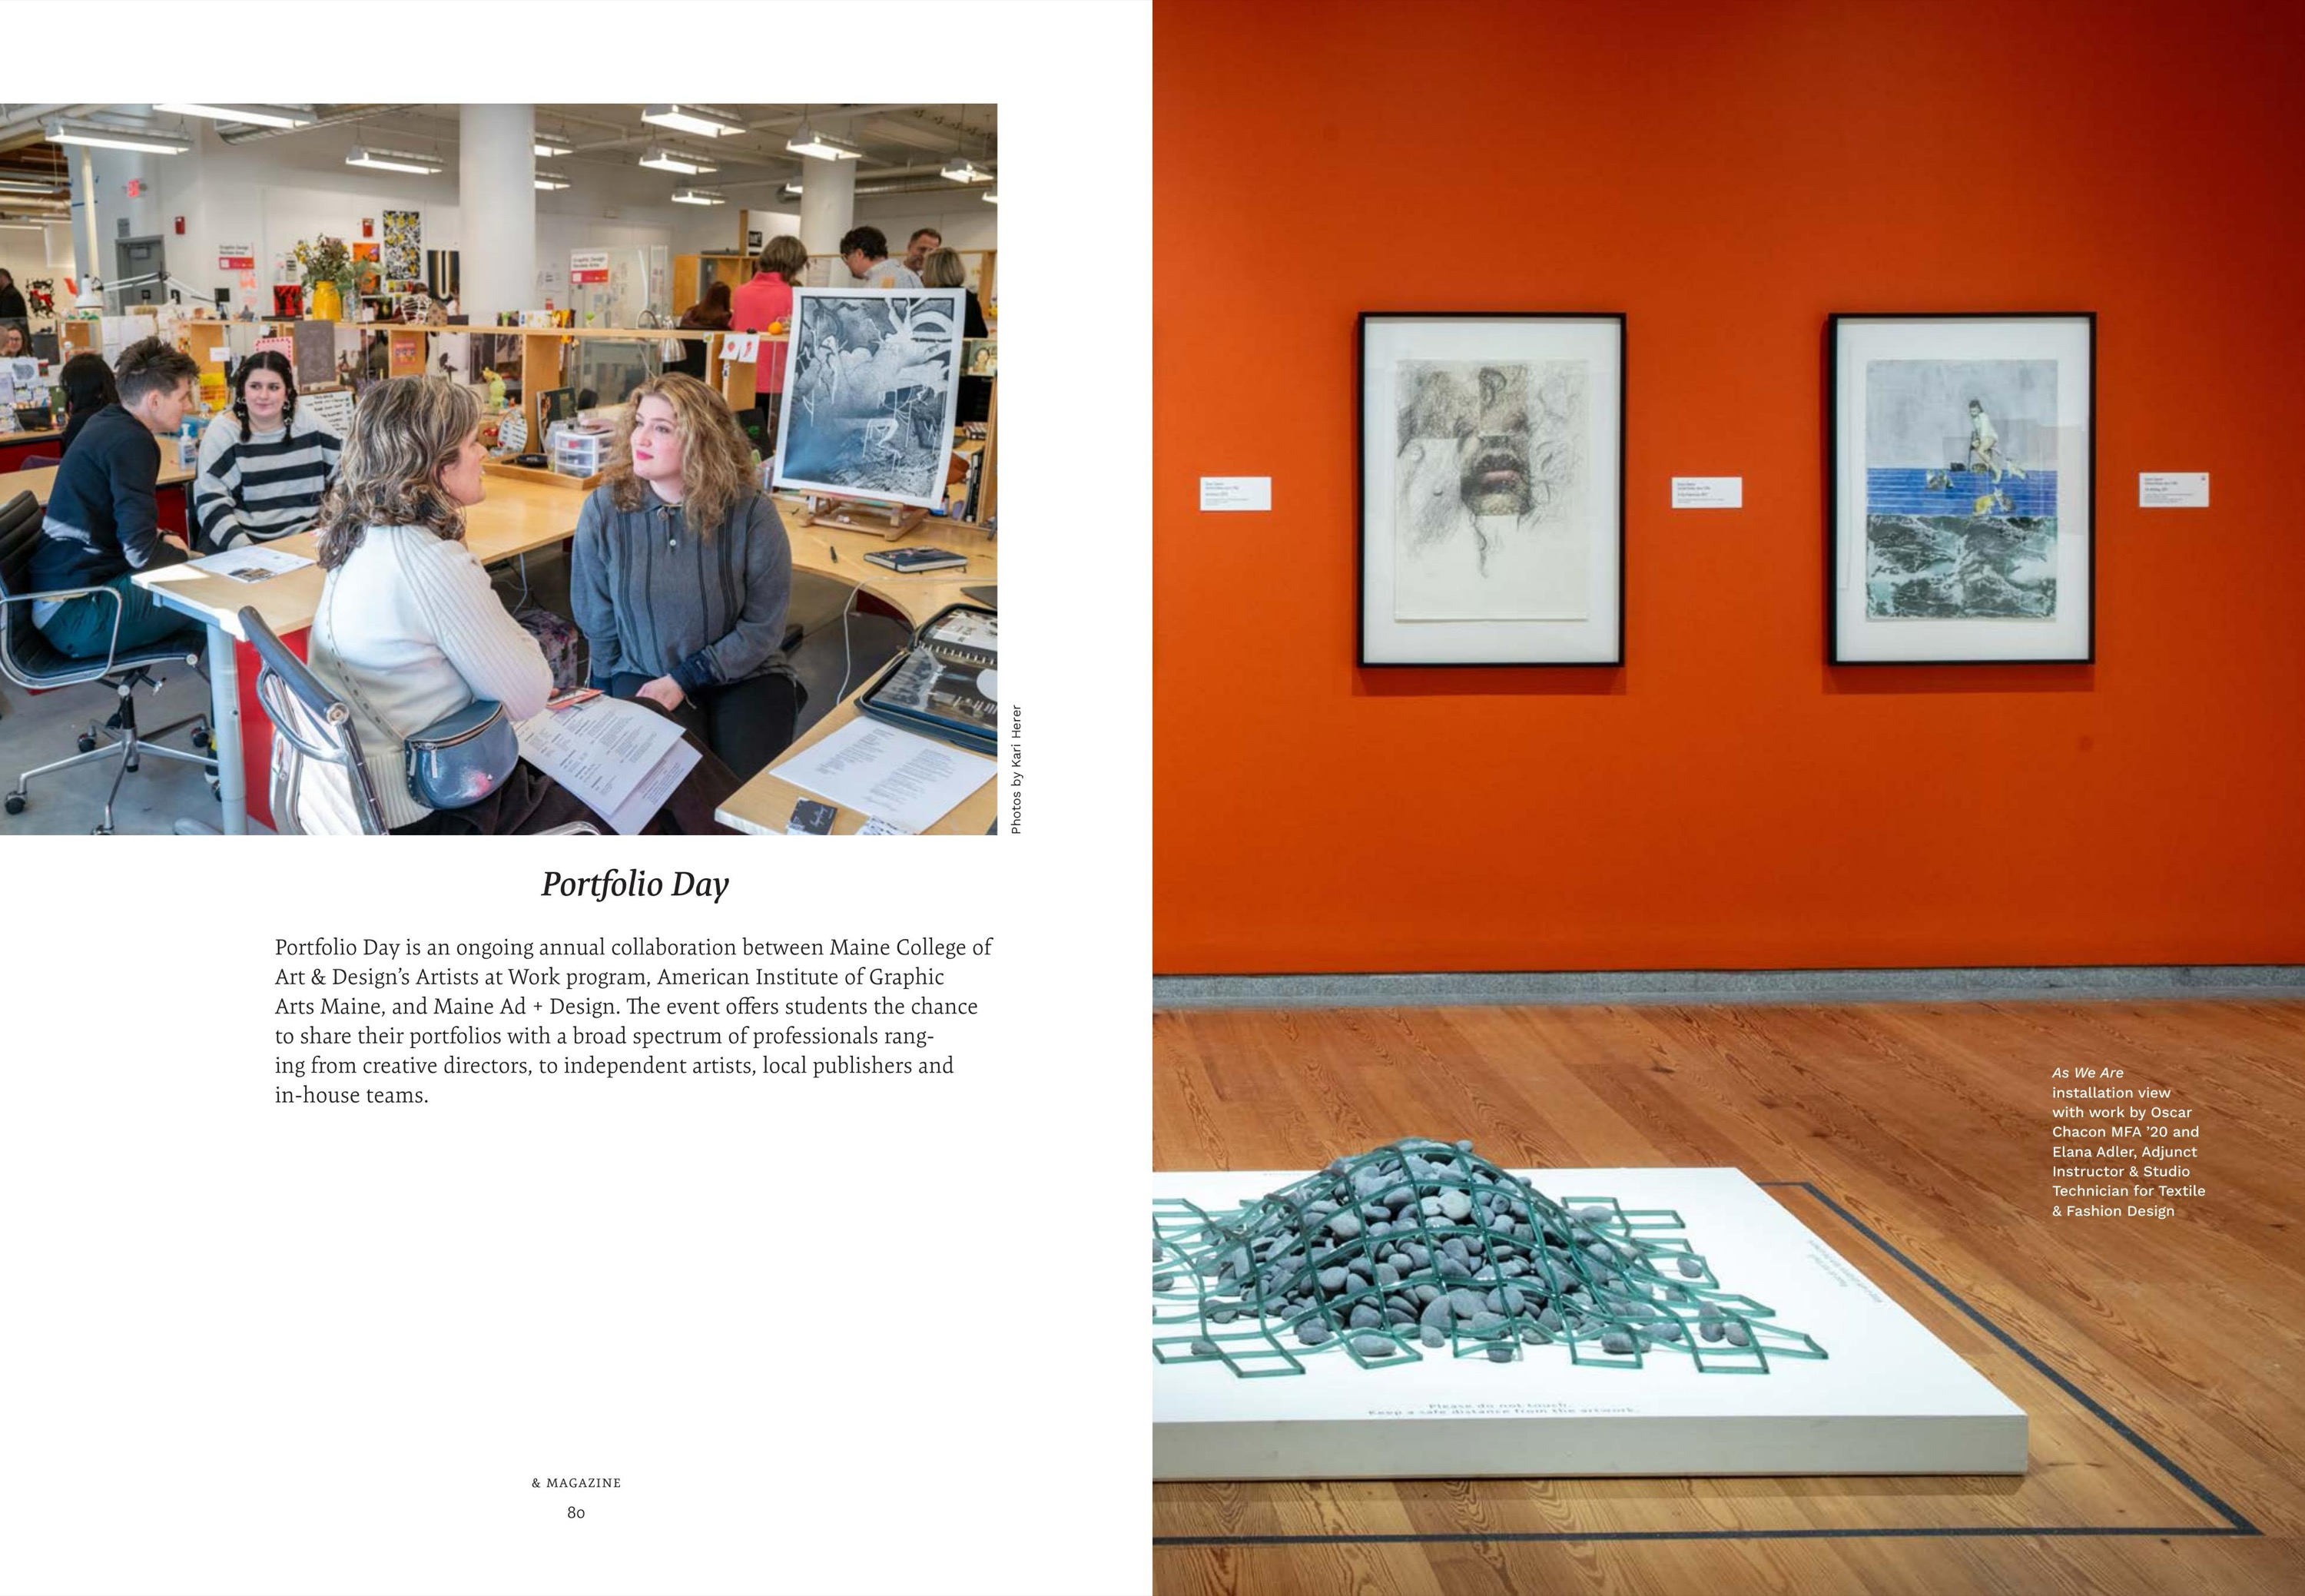 Photos by Kari Herer
Portfolio Day
Portfolio Day is an ongoing annual collaboration between Maine College of
Art & Design’s Artists at Work program, American Institute of Graphic
Arts Maine, and Maine Ad + Design. The event offers students the chance
to share their portfolios with a broad spectrum of professionals rang-
ing from creative directors, to independent artists, local publishers and
in-house teams.
& MAGAZINE
80
As We Are
installation view
with work by Oscar
Chacon MFA ’20 and
Elana Adler, Adjunct
Instructor & Studio
Technician for Textile
& Fashion Design
Please do not touch.
Keep a safe distance from the artwork.